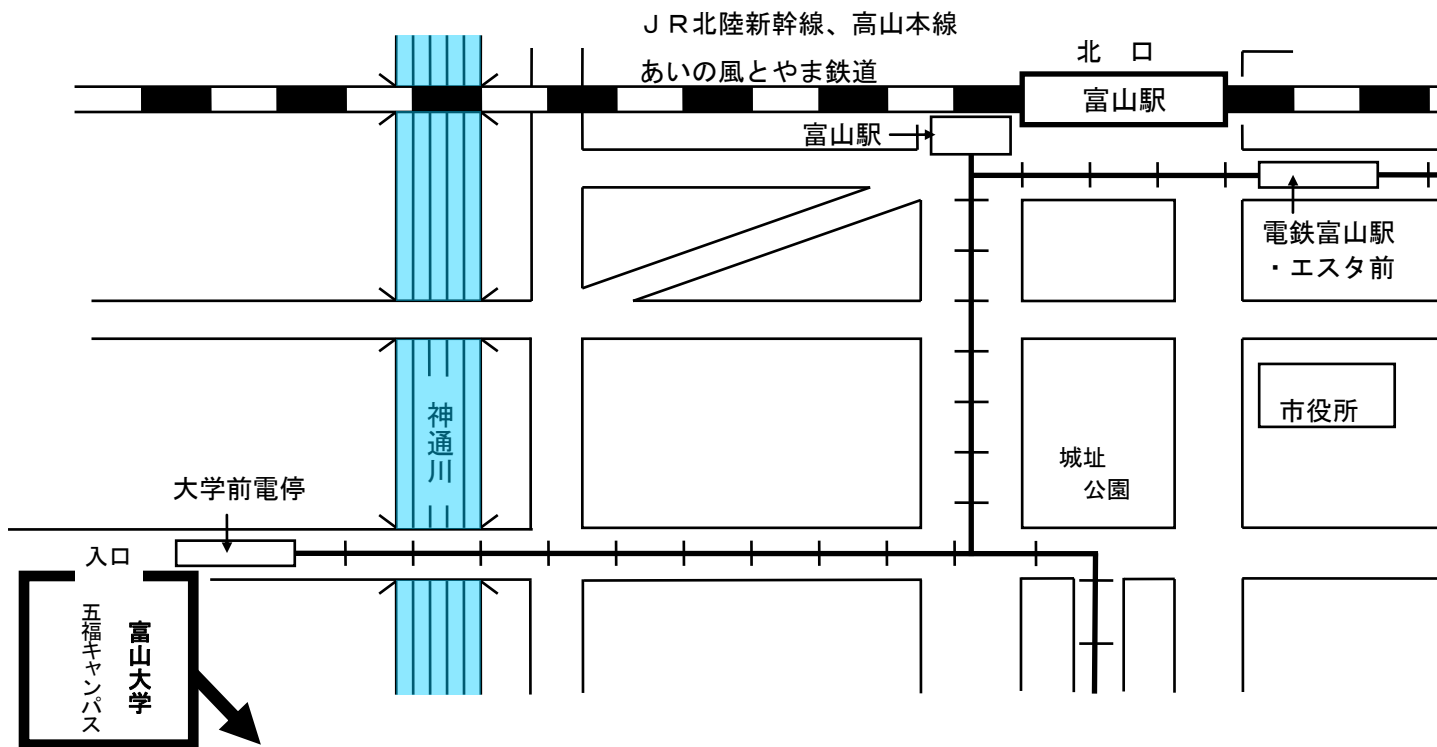 ＪＲ北陸新幹線、高山本線
あいの風とやま鉄道
北　口
富山駅
富山駅
電鉄富山駅
・エスタ前
市役所
神通川
城址
公園
大学前電停
入口
富山大学
五福キャンパス